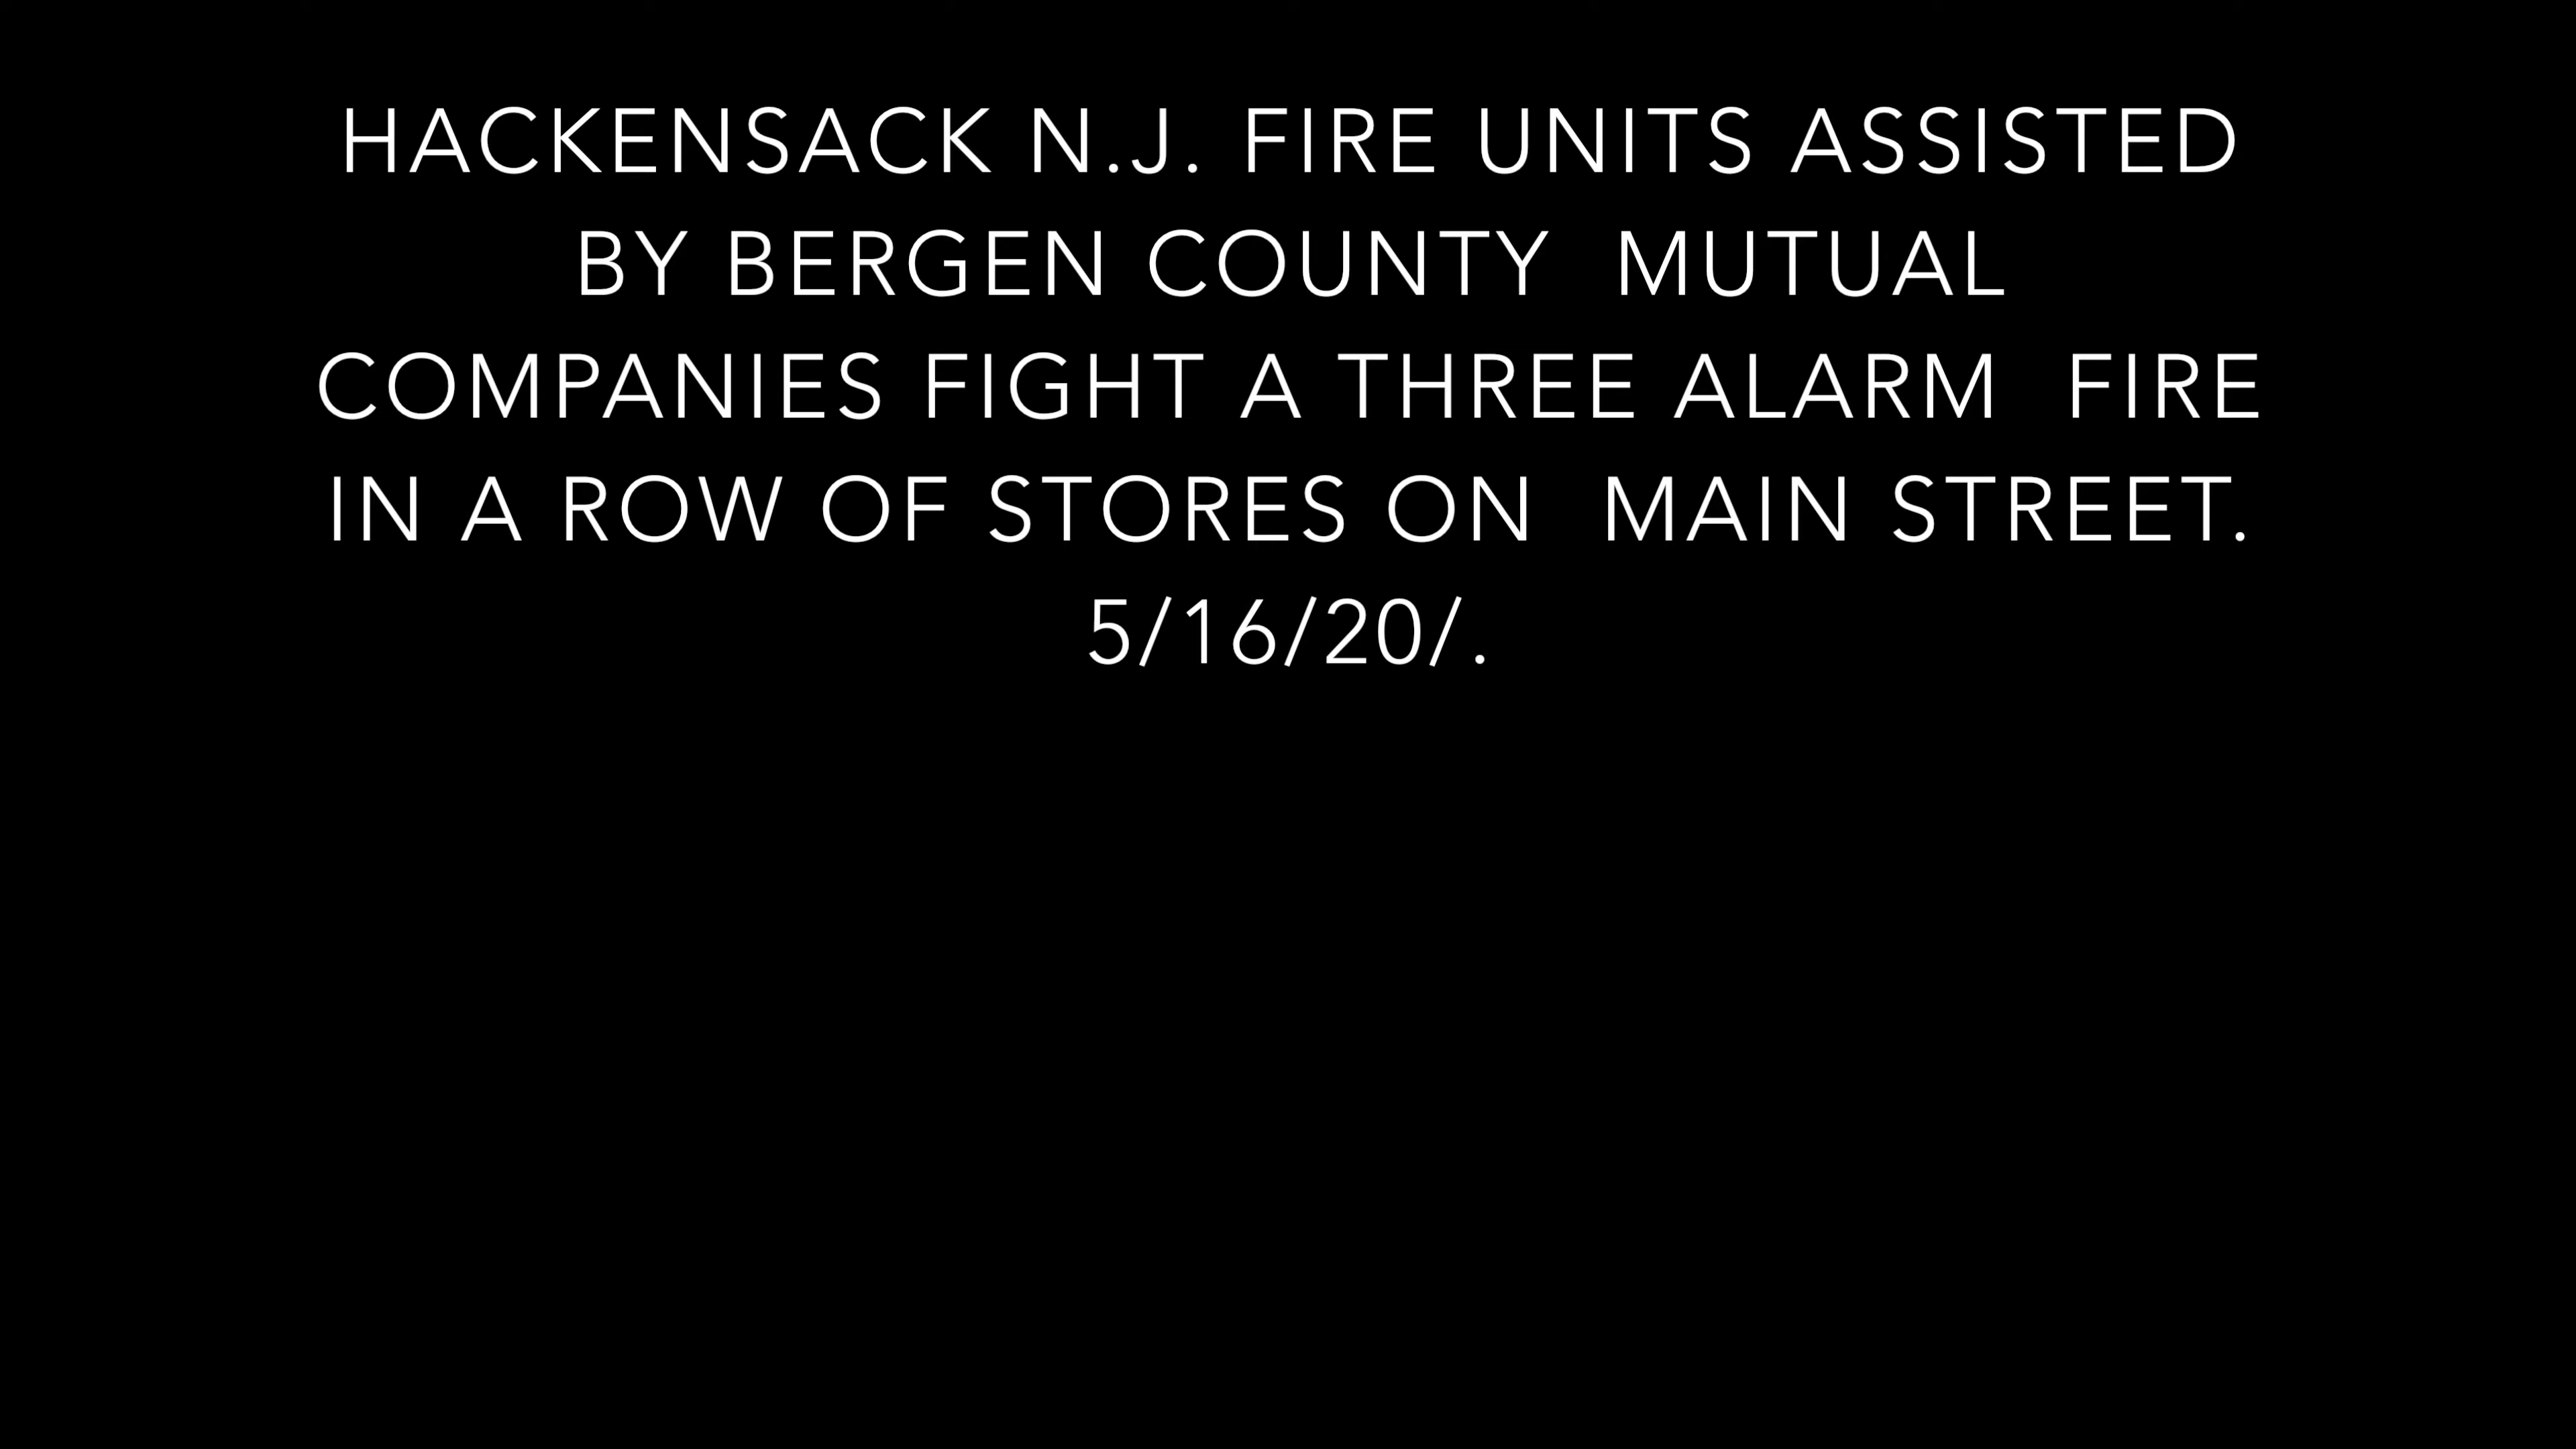 HACKENSACK N.J. FIRE UNITS ASSISTED
BY BERGEN COUNTY  MUTUAL
COMPANIES FIGHT A THREE ALARM  FIRE
IN A ROW OF STORES ON  MAIN STREET.
5/16/20/.